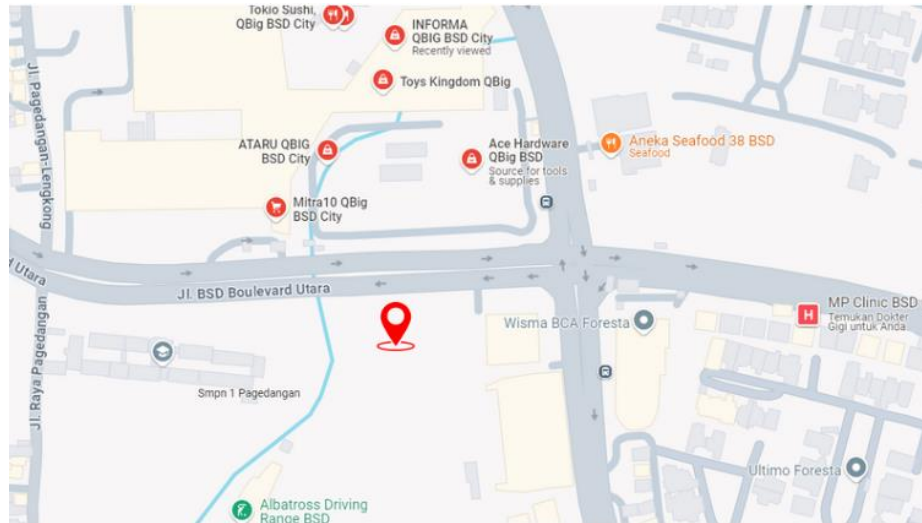 Tokio Sushi,
QBig BSD City
INFORMA
QBIG BSD City
Recently viewed
Toys Kingdom QBig
Jl. Pagedangan-Lengkong
ATARU QBIG
BSD City
Ace Hardware
QBig BSD
Source for tools
& supplies
Aneka Seafood 38 BSD
Seafood
Mitra10 QBig
BSD City
d Utara
Jl. BSD Boulevard Utara
MP Clinic BSD
Temukan Dokter
Gigi untuk Anda
Wisma BCA Foresta
Jl. Raya Pagedangan
Smpn 1 Pagedangan
Ultimo Foresta
Albatross Driving
Range BSD